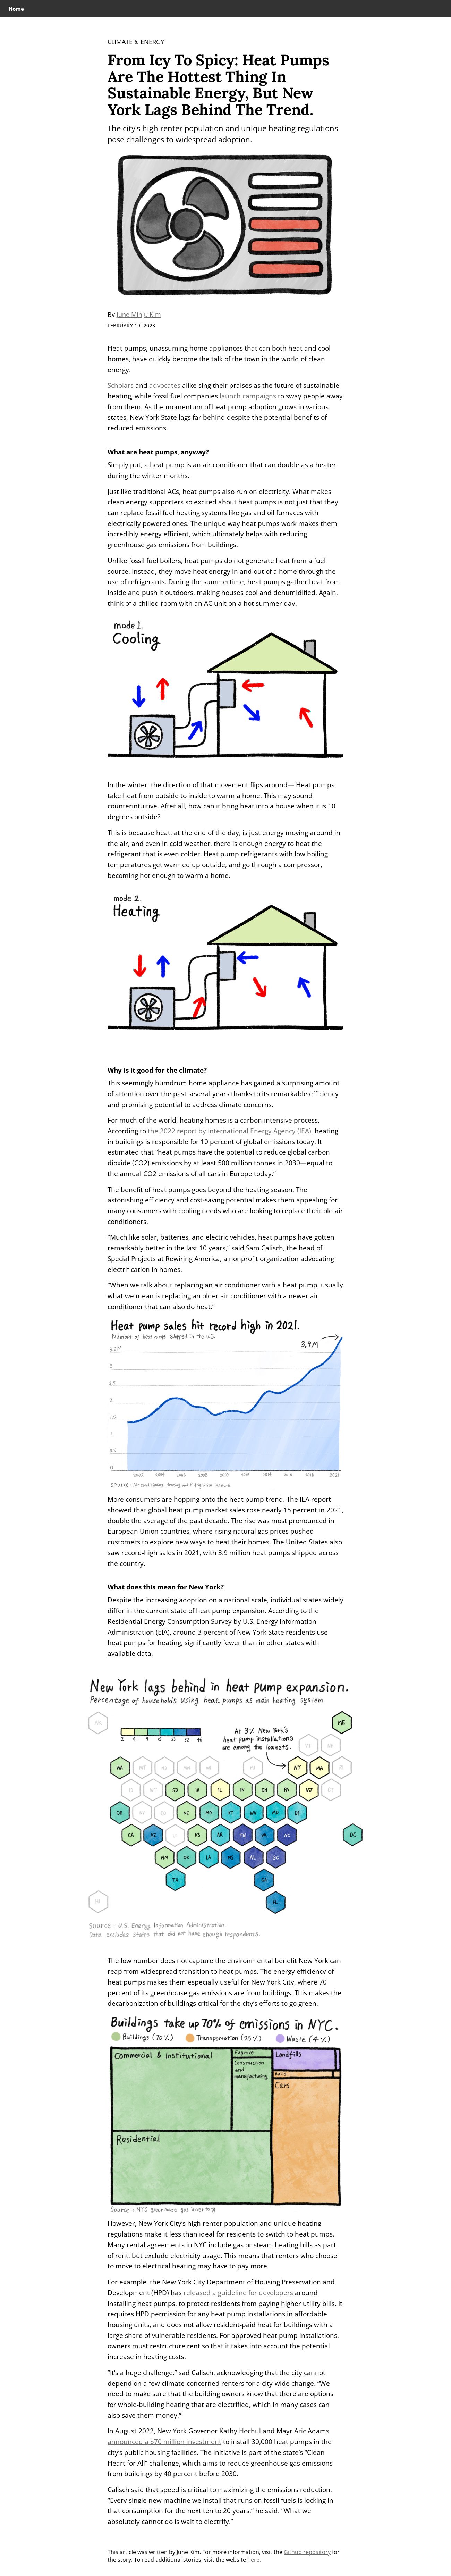 Home
CLIMATE & ENERGY
From Icy To Spicy: Heat Pumps
Are The Hottest Thing In
Sustainable Energy, But New
York Lags Behind The Trend.
The city's high renter population and unique heating regulations
pose challenges to widespread adoption.
By June Minju Kim
FEBRUARY 19, 2023
Heat pumps, unassuming home appliances that can both heat and cool
homes, have quickly become the talk of the town in the world of clean
energy.
Scholars and advocates alike sing their praises as the future of sustainable
heating, while fossil fuel companies launch campaigns to sway people away
from them. As the momentum of heat pump adoption grows in various
states, New York State lags far behind despite the potential benefits of
reduced emissions.
What are heat pumps, anyway?
Simply put, a heat pump is an air conditioner that can double as a heater
during the winter months.
Just like traditional ACs, heat pumps also run on electricity. What makes
clean energy supporters so excited about heat pumps is not just that they
can replace fossil fuel heating systems like gas and oil furnaces with
electrically powered ones. The unique way heat pumps work makes them
incredibly energy efficient, which ultimately helps with reducing
greenhouse gas emissions from buildings.
Unlike fossil fuel boilers, heat pumps do not generate heat from a fuel
source. Instead, they move heat energy in and out of a home through the
use of refrigerants. During the summertime, heat pumps gather heat from
inside and push it outdoors, making houses cool and dehumidified. Again,
think of a chilled room with an AC unit on a hot summer day.
mode 1.
Cooling
In the winter, the direction of that movement flips around— Heat pumps
take heat from outside to inside to warm a home. This may sound
counterintuitive. After all, how can it bring heat into a house when it is 10
degrees outside?
This is because heat, at the end of the day, is just energy moving around in
the air, and even in cold weather, there is enough energy to heat the
refrigerant that is even colder. Heat pump refrigerants with low boiling
temperatures get warmed up outside, and go through a compressor,
becoming hot enough to warm a home.
mode 2.
Heating
Why is it good for the climate?
This seemingly humdrum home appliance has gained a surprising amount
of attention over the past several years thanks to its remarkable efficiency
and promising potential to address climate concerns.
For much of the world, heating homes is a carbon-intensive process.
According to the 2022 report by International Energy Agency (IEA), heating
in buildings is responsible for 10 percent of global emissions today. It
estimated that "heat pumps have the potential to reduce global carbon
dioxide (CO2) emissions by at least 500 million tonnes in 2030—equal to
the annual CO2 emissions of all cars in Europe today."
The benefit of heat pumps goes beyond the heating season. The
astonishing efficiency and cost-saving potential makes them appealing for
many consumers with cooling needs who are looking to replace their old air
conditioners.
"Much like solar, batteries, and electric vehicles, heat pumps have gotten
remarkably better in the last 10 years," said Sam Calisch, the head of
Special Projects at Rewiring America, a nonprofit organization advocating
electrification in homes.
"When we talk about replacing an air conditioner with a heat pump, usually
what we mean is replacing an older air conditioner with a newer air
conditioner that can also do heat."
Heat pump sales hit record high in 2021.
Number of heat pumps shipped in the U.S.
3.9M
3.5M
3
2.5
2
1.5
1
0.5
0
2002 2004 2006 2008 2010 2012 2014 2016 2018 2021
Source : Air Conditioning, Heating and Refrigeration Institute
More consumers are hopping onto the heat pump trend. The IEA report
showed that global heat pump market sales rose nearly 15 percent in 2021,
double the average of the past decade. The rise was most pronounced in
European Union countries, where rising natural gas prices pushed
customers to explore new ways to heat their homes. The United States also
saw record-high sales in 2021, with 3.9 million heat pumps shipped across
the country.
What does this mean for New York?
Despite the increasing adoption on a national scale, individual states widely
differ in the current state of heat pump expansion. According to the
Residential Energy Consumption Survey by U.S. Energy Information
Administration (EIA), around 3 percent of New York State residents use
heat pumps for heating, significantly fewer than in other states with
available data.
New York lags behind in heat pump expansion.
Percentage of households using heat pumps as main heating system
ME
At 3%, New York's
heat pump installations
are among the lowests.
WA NY MA
SD IA IL IN OH PA NJ
OR NE MO KY WV MD DE
CA AZ KS AR TN VA NC DC
NM OK LA MS AL SC
TX GA
FL
Source : U.S. Energy Information Administration
Data excludes states that did not have enough respondents.
The low number does not capture the environmental benefit New York can
reap from widespread transition to heat pumps. The energy efficiency of
heat pumps makes them especially useful for New York City, where 70
percent of its greenhouse gas emissions are from buildings. This makes the
decarbonization of buildings critical for the city's efforts to go green.
Buildings take up 70% of emissions in NYC.
Buildings (70%) Transporation (25%) Waste (4%)
Commercial & Institutional
Fugitive
Construction
and
manufacturing
Landfills
Cars
Residential
Source : NYC greenhouse gas inventory
However, New York City's high renter population and unique heating
regulations make it less than ideal for residents to switch to heat pumps.
Many rental agreements in NYC include gas or steam heating bills as part
of rent, but exclude electricity usage. This means that renters who choose
to move to electrical heating may have to pay more.
For example, the New York City Department of Housing Preservation and
Development (HPD) has released a guideline for developers around
installing heat pumps, to protect residents from paying higher utility bills. It
requires HPD permission for any heat pump installations in affordable
housing units, and does not allow resident-paid heat for buildings with a
large share of vulnerable residents. For approved heat pump installations,
owners must restructure rent so that it takes into account the potential
increase in heating costs.
"It's a huge challenge." sad Calisch, acknowledging that the city cannot
depend on a few climate-concerned renters for a city-wide change. "We
need to make sure that the building owners know that there are options
for whole-building heating that are electrified, which in many cases can
also save them money."
In August 2022, New York Governor Kathy Hochul and Mayr Aric Adams
announced a $70 million investment to install 30,000 heat pumps in the
city's public housing facilities. The initiative is part of the state's "Clean
Heart for All" challenge, which aims to reduce greenhouse gas emissions
from buildings by 40 percent before 2030.
Calisch said that speed is critical to maximizing the emissions reduction.
"Every single new machine we install that runs on fossil fuels is locking in
that consumption for the next ten to 20 years," he said. "What we
absolutely cannot do is wait to electrify."
This article was written by June Kim. For more information, visit the Github repository for
the story. To read additional stories, visit the website here.